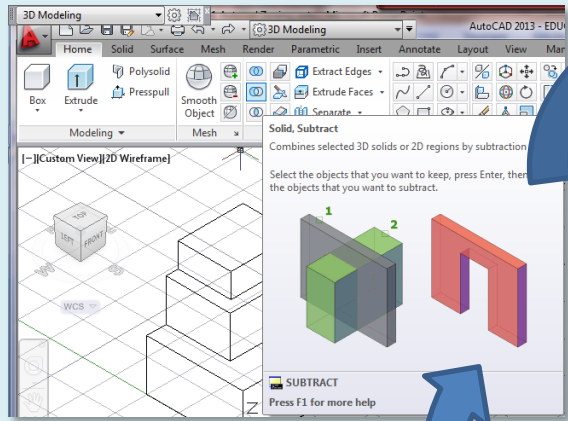 3D Modeling
3D Modeling
AutoCAD 2013 - EDU
Home Solid Surface Mesh Render Parametric Insert Annotate Layout View Man
Polysolid
Presspull
Box
Extrude
Smooth
Object
Extract Edges
Extrude Faces
Separate
Modeling
Mesh
[−][Custom View][2D Wireframe]
Solid, Subtract
Combines selected 3D solids or 2D regions by subtraction
Select the objects that you want to keep, press Enter, then
the objects that you want to subtract.
1
2
TOP
LEFT
FRONT
W
S
WCS
Z
SUBTRACT
Press F1 for more help